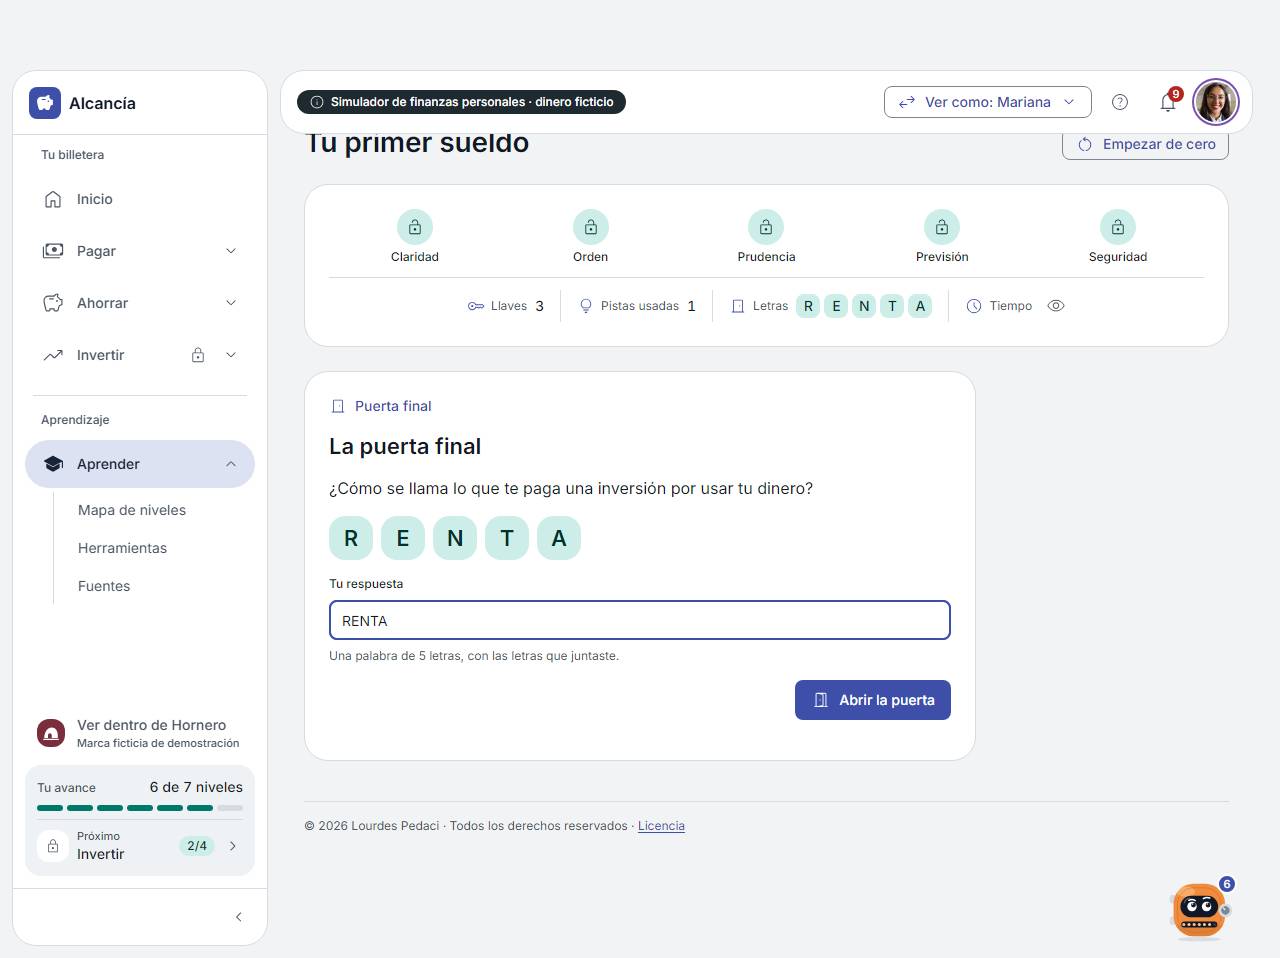 Alcancía
Simulador de finanzas personales · dinero ficticio
Ver como: Mariana
9
Tu billetera
Inicio
Pagar
Ahorrar
Invertir
Aprendizaje
Aprender
Mapa de niveles
Herramientas
Fuentes
Ver dentro de Hornero
Marca ficticia de demostración
Tu avance
6 de 7 niveles
Próximo
Invertir
2/4
Tu primer sueldo
Empezar de cero
Claridad
Orden
Prudencia
Previsión
Seguridad
Llaves 3
Pistas usadas 1
Letras R E N T A
Tiempo
Puerta final
La puerta final
¿Cómo se llama lo que te paga una inversión por usar tu dinero?
R E N T A
Tu respuesta
RENTA
Una palabra de 5 letras, con las letras que juntaste.
Abrir la puerta
© 2026 Lourdes Pedaci · Todos los derechos reservados · Licencia
6